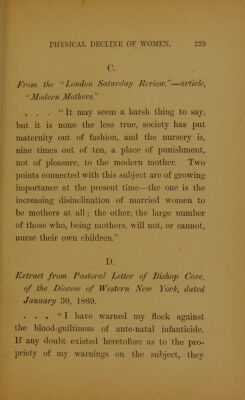 PHYSICAL DECLINE OF WOMEN. 229
C.
From the "London Saturday Review."—article,
"Modern Mothers."
. . . "It may seem a harsh thing to say,
but it is none the less true, society has put
maternity out of fashion, and the nursery is,
nine times out of ten, a place of punishment,
not of pleasure, to the modern mother. Two
points connected with this subject are of growing
importance at the present time—the one is the
increasing disinclination of married women to
be mothers at all; the other, the large number
of those who, being mothers, will not, or cannot,
nurse their own children."
D.
Extract from Pastoral Letter of Bishop Coxe,
of the Diocese of Western New York, dated
January 30, 1869.
. . . "I have warned my flock against
the blood-guiltiness of ante-natal infanticide.
If any doubt existed heretofore as to the pro-
priety of my warnings on the subject, they